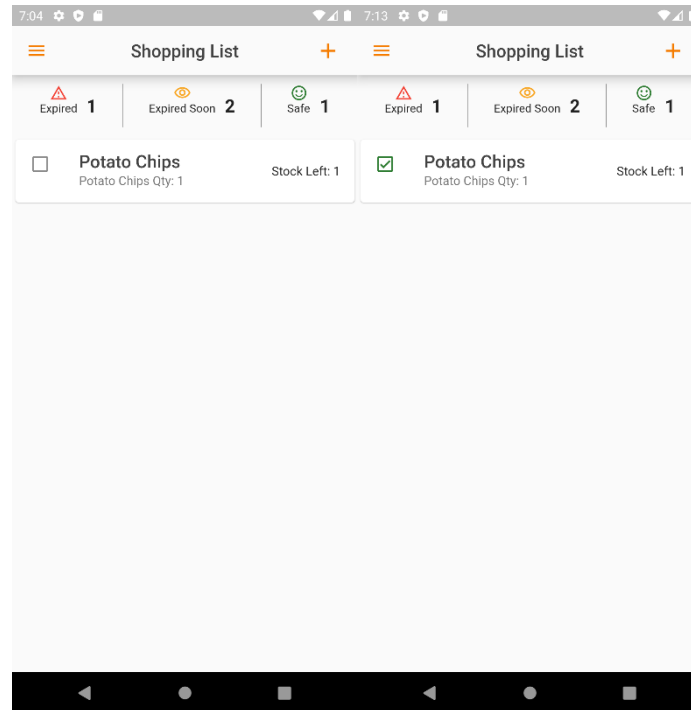 7:04
Shopping List
Expired 1
Expired Soon 2
Safe 1
Potato Chips
Potato Chips Qty: 1
Stock Left: 1
7:13
Shopping List
Expired 1
Expired Soon 2
Safe 1
Potato Chips
Potato Chips Qty: 1
Stock Left: 1